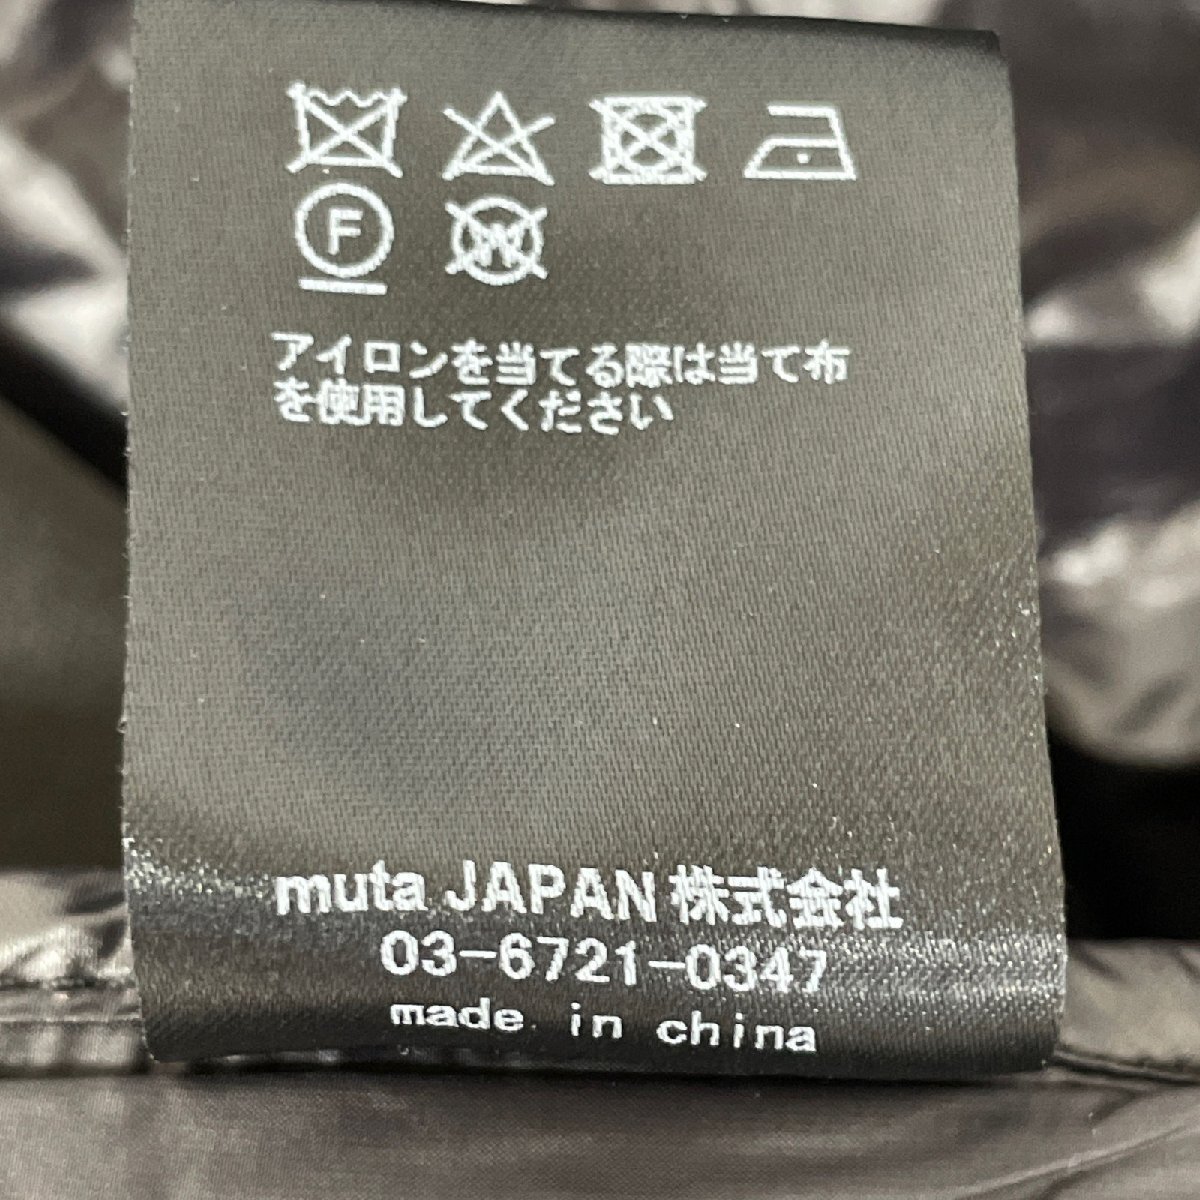 F W
アイロンを当てる際は当て布
を使用してください
muta JAPAN 株式会社
03-6721-0347
made in china